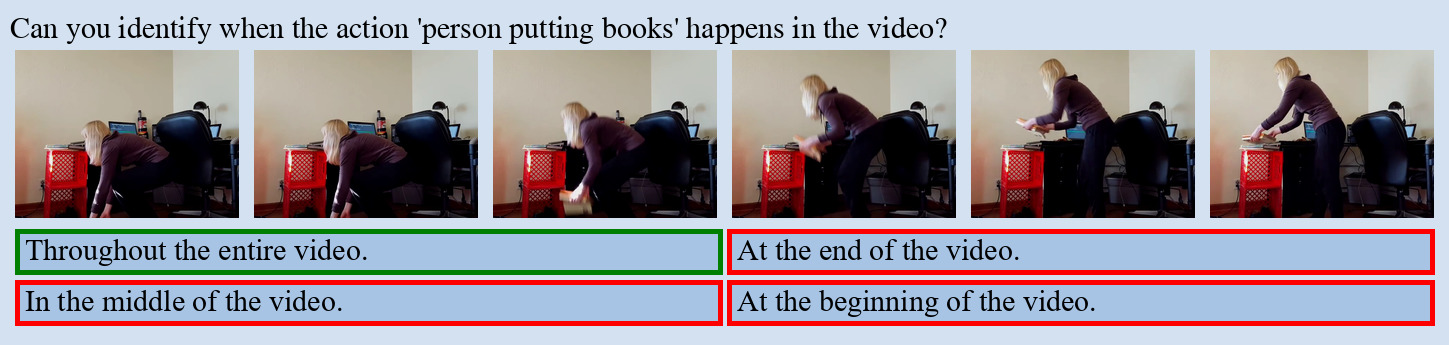 Can you identify when the action 'person putting books' happens in the video?
Throughout the entire video.
At the end of the video.
In the middle of the video.
At the beginning of the video.